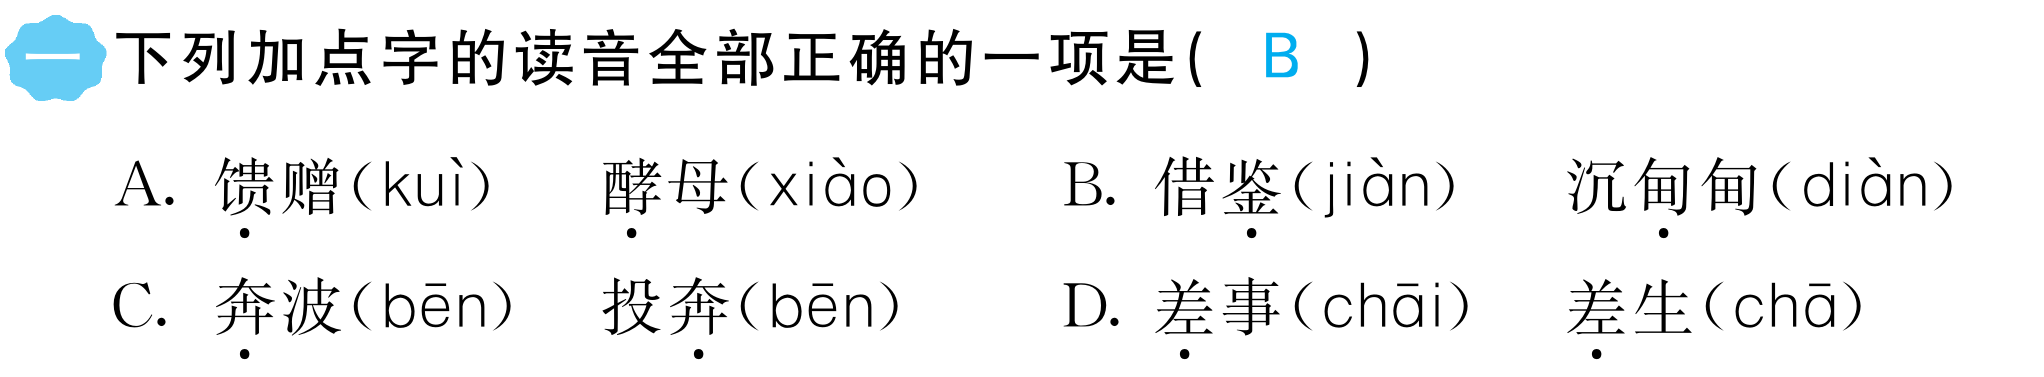 一 下列加点字的读音全部正确的一项是( B )
A. 馈赠(kuì) 酵母(xiào) B. 借鉴(jiàn) 沉甸甸(diàn)
C. 奔波(bēn) 投奔(bēn) D. 差事(chāi) 差生(chā)